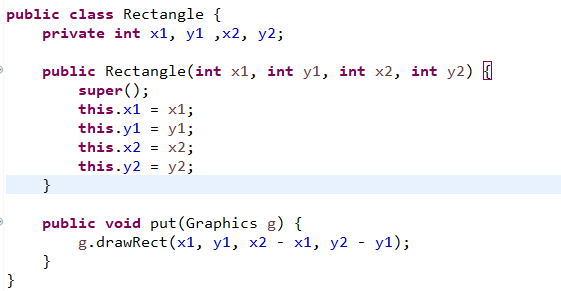 public class Rectangle {
    private int x1, y1 ,x2, y2;
    public Rectangle(int x1, int y1, int x2, int y2) {
        super();
        this.x1 = x1;
        this.y1 = y1;
        this.x2 = x2;
        this.y2 = y2;
    }
    public void put(Graphics g) {
        g.drawRect(x1, y1, x2 - x1, y2 - y1);
    }
}